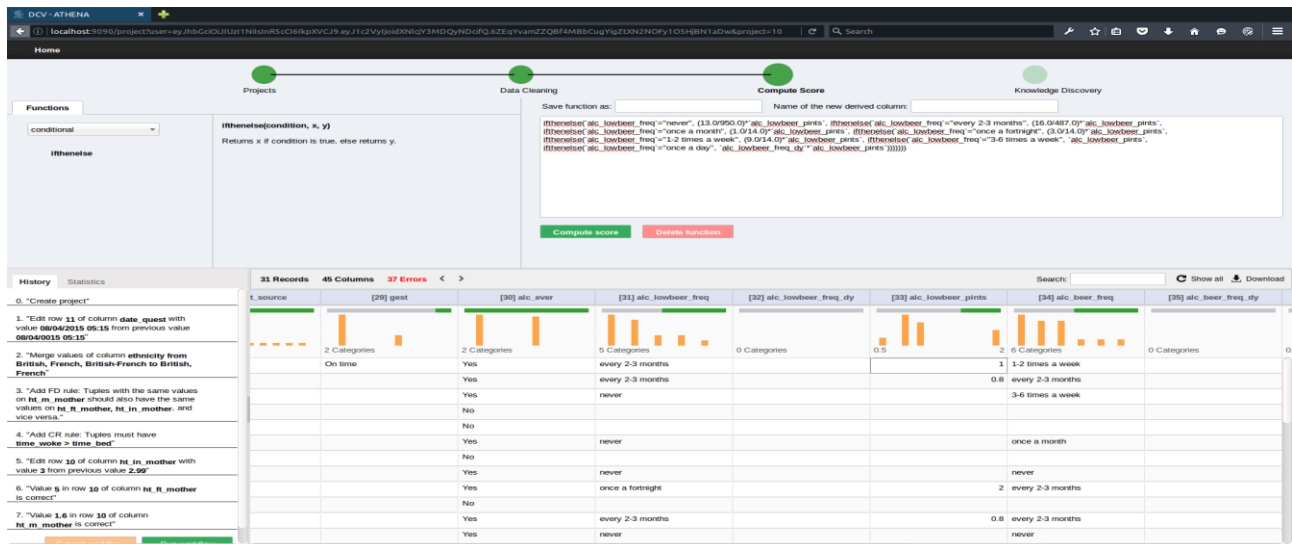 DCV - ATHENA
localhost:9090/project?user=
&project=10
Search
Home
Projects
Data Cleaning
Compute Score
Knowledge Discovery
Functions
conditional
ifthenelse
ifthenelse(condition, x, y)
Returns x if condition is true, else returns y.
Save function as:
Name of the new derived column:
ifthenelse(`alc_lowbeer_freq`="never", (13.0/950.0)*`alc_lowbeer_pints`, ifthenelse(`alc_lowbeer_freq`="every 2-3 months", (16.0/487.0)*`alc_lowbeer_pints`,
ifthenelse(`alc_lowbeer_freq`="once a month", (1.0/14.0)*`alc_lowbeer_pints`, ifthenelse(`alc_lowbeer_freq`="once a fortnight", (3.0/14.0)*`alc_lowbeer_pints`,
ifthenelse(`alc_lowbeer_freq`="1-2 times a week", (9.0/14.0)*`alc_lowbeer_pints`, ifthenelse(`alc_lowbeer_freq`="3-6 times a week", `alc_lowbeer_pints`,
ifthenelse(`alc_lowbeer_freq`="once a day", `alc_lowbeer_freq_dy`*`alc_lowbeer_pints`)))))))
Compute score
Delete function
History
Statistics
0. "Create project"
1. "Edit row 11 of column date_quest with
value 08/04/2015 05:15 from previous value
08/04/0015 05:15"
2. "Merge values of column ethnicity from
British, French, British-French to British,
French"
3. "Add FD rule: Tuples with the same values
on ht_m_mother should also have the same
values on ht_ft_mother, ht_in_mother, and
vice versa."
4. "Add CR rule: Tuples must have
time_woke > time_bed"
5. "Edit row 10 of column ht_in_mother with
value 3 from previous value 2.99"
6. "Value 5 in row 10 of column ht_ft_mother
is correct"
7. "Value 1.6 in row 10 of column
ht_m_mother is correct"
31 Records 45 Columns 37 Errors < >
Search:
Show all Download
t_source [29] gest [30] alc_ever [31] alc_lowbeer_freq [32] alc_lowbeer_freq_dy [33] alc_lowbeer_pints [34] alc_beer_freq [35] alc_beer_freq_dy
2 Categories 2 Categories 5 Categories 0 Categories 0.5 2 6 Categories 0 Categories
On time Yes every 2-3 months 1 1-2 times a week
Yes every 2-3 months 0.8 every 2-3 months
Yes never 3-6 times a week
No
No
Yes never once a month
No
Yes never never
Yes once a fortnight 2 every 2-3 months
No
Yes every 2-3 months 0.8 every 2-3 months
Yes never never